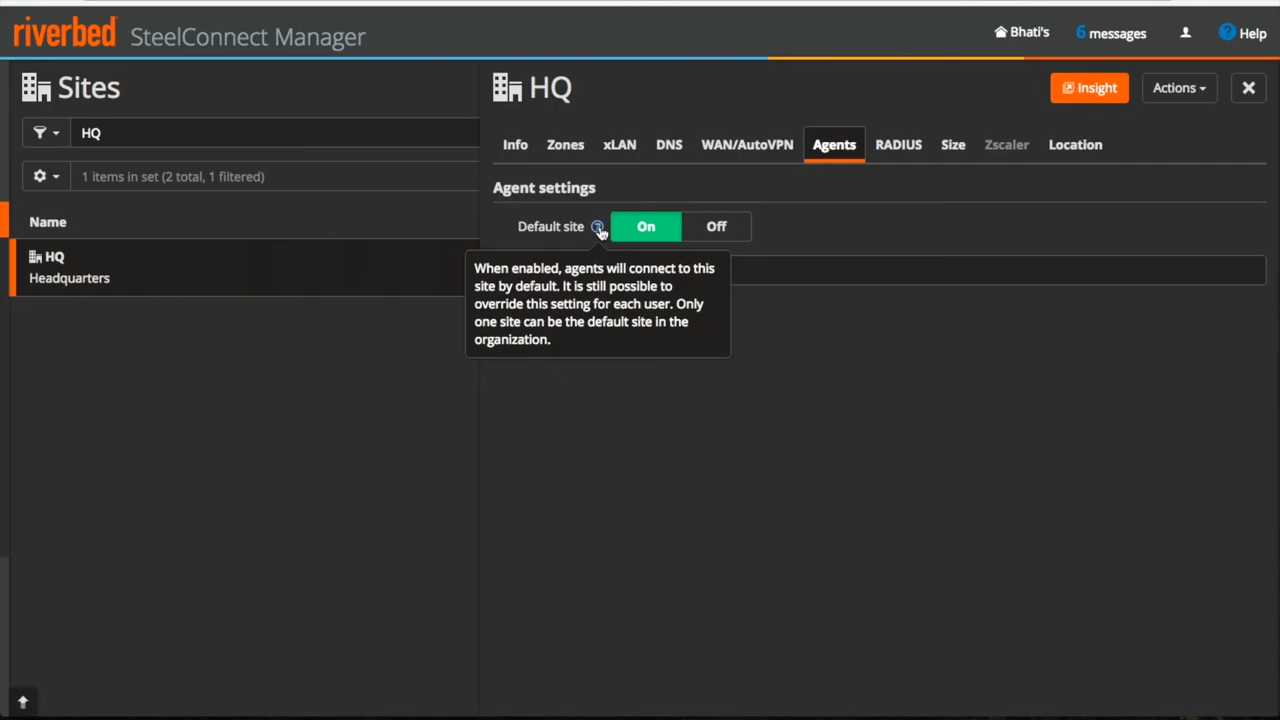 riverbed SteelConnect Manager
Bhati's
6 messages
Help
Sites
HQ
1 items in set (2 total, 1 filtered)
Name
HQ
Headquarters
HQ
Insight
Actions
Info Zones xLAN DNS WAN/AutoVPN Agents RADIUS Size Zscaler Location
Agent settings
Default site ? On Off
When enabled, agents will connect to this
site by default. It is still possible to
override this setting for each user. Only
one site can be the default site in the
organization.